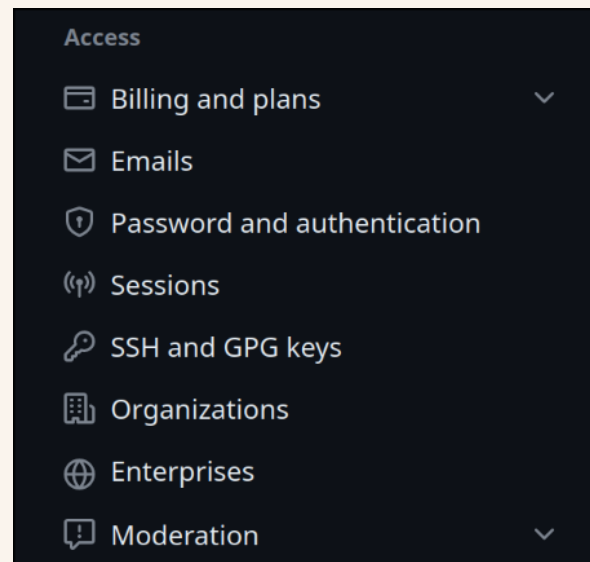 Access
Billing and plans
Emails
Password and authentication
Sessions
SSH and GPG keys
Organizations
Enterprises
Moderation